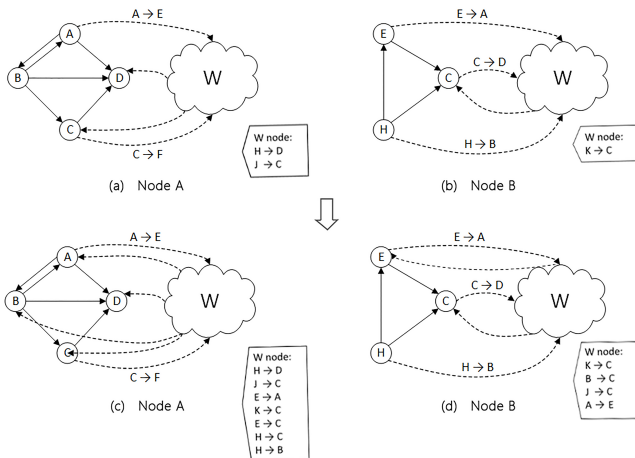 A → E
A
B
D
W
C
C → F
W node:
H → D
J → C
(a) Node A
E → A
E
C → D
C
W
H
H → B
W node:
K → C
(b) Node B
A → E
A
B
D
W
C
C → F
W node:
H → D
J → C
E → A
K → C
E → C
H → C
H → B
(c) Node A
E → A
E
C → D
C
W
H
H → B
W node:
K → C
B → C
J → C
A → E
(d) Node B